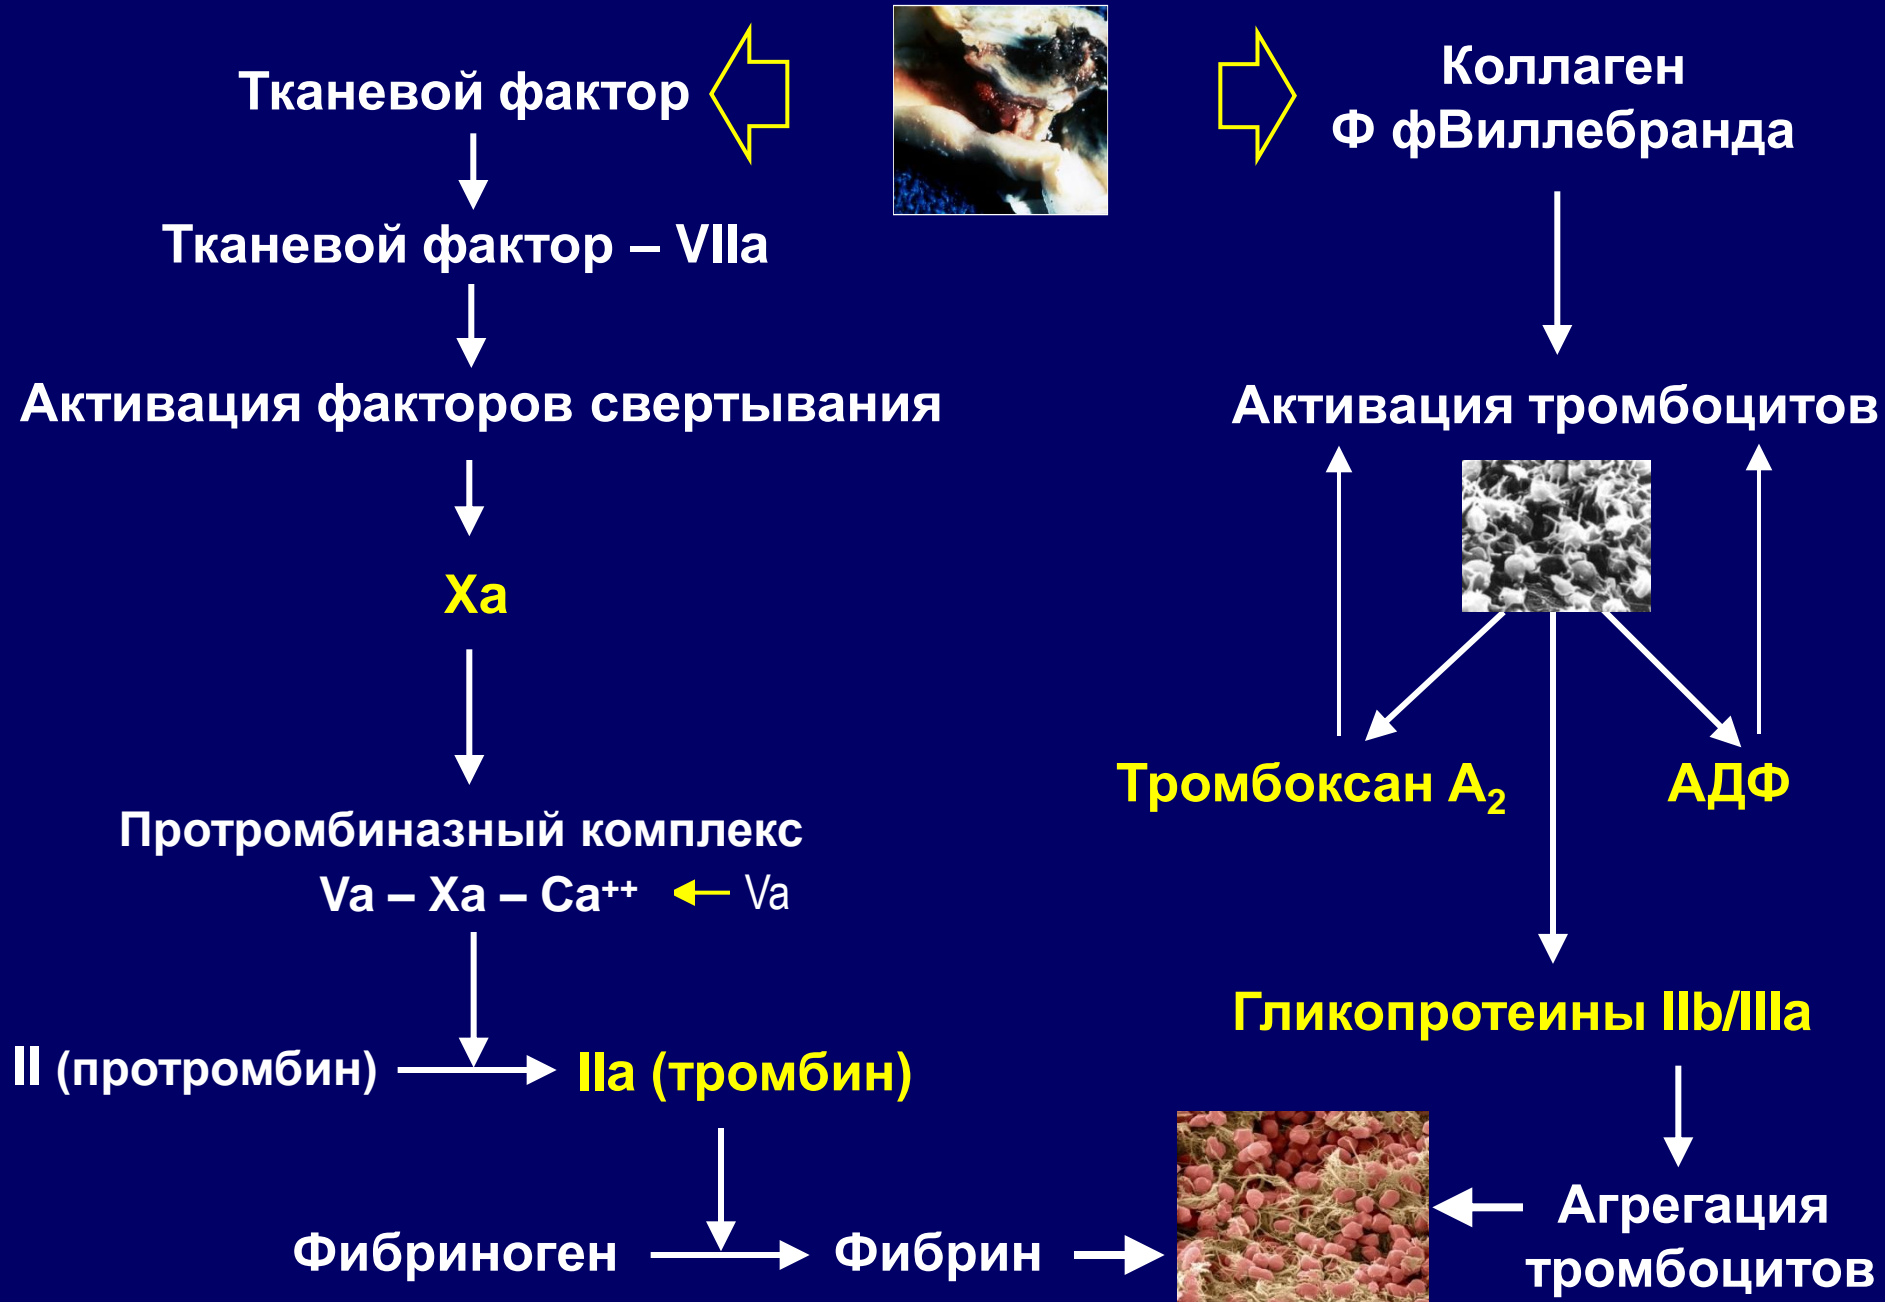 Тканевой фактор
Коллаген
Ф фВиллебранда
Тканевой фактор – VIIa
Активация факторов свертывания
Активация тромбоцитов
Xa
Тромбоксан А₂
АДФ
Протромбиназный комплекс
Va – Xa – Ca⁺⁺
Va
Гликопротеины IIb/IIIa
II (протромбин)
IIa (тромбин)
Агрегация
тромбоцитов
Фибриноген
Фибрин